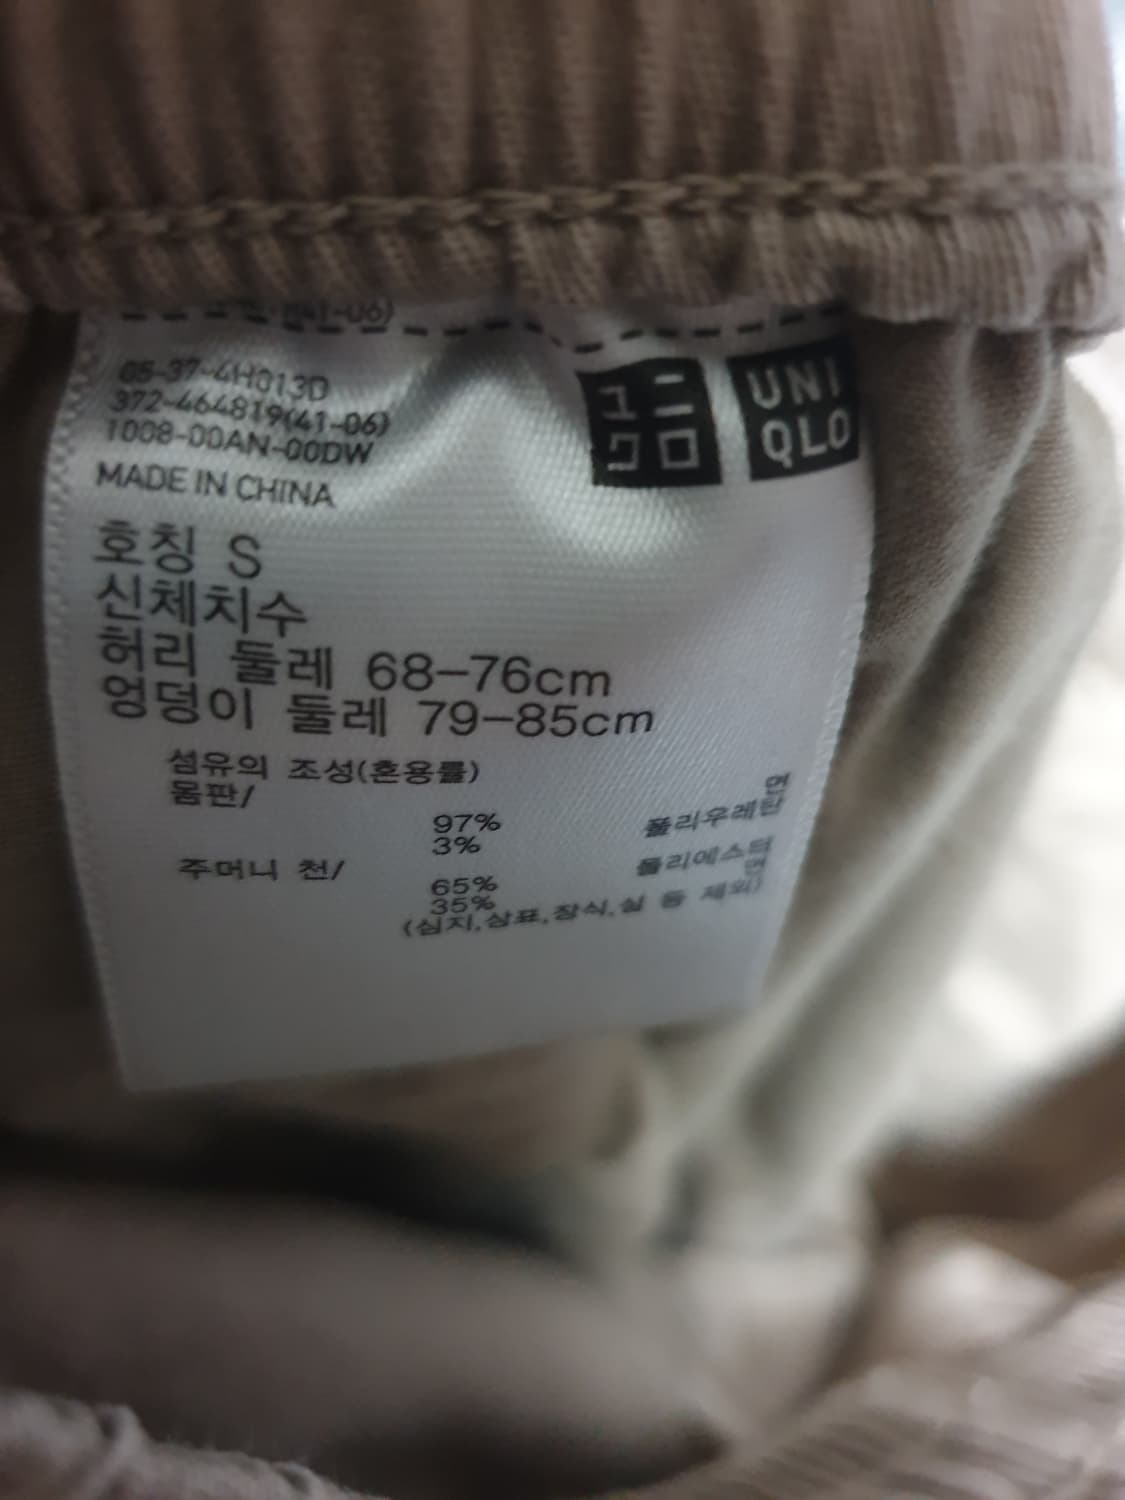 (41-06)
05-37-4H013D
372-464819(41-06)
1008-00AN-00DW
MADE IN CHINA
ユニ
クロ
UNI
QLO
호칭 S
신체치수
허리 둘레 68-76cm
엉덩이 둘레 79-85cm
섬유의 조성(혼용률)
몸판/
97% 면
3% 폴리우레탄
주머니 천/
65% 폴리에스터
35% 면
(심지,상표,장식,실 등 제외)